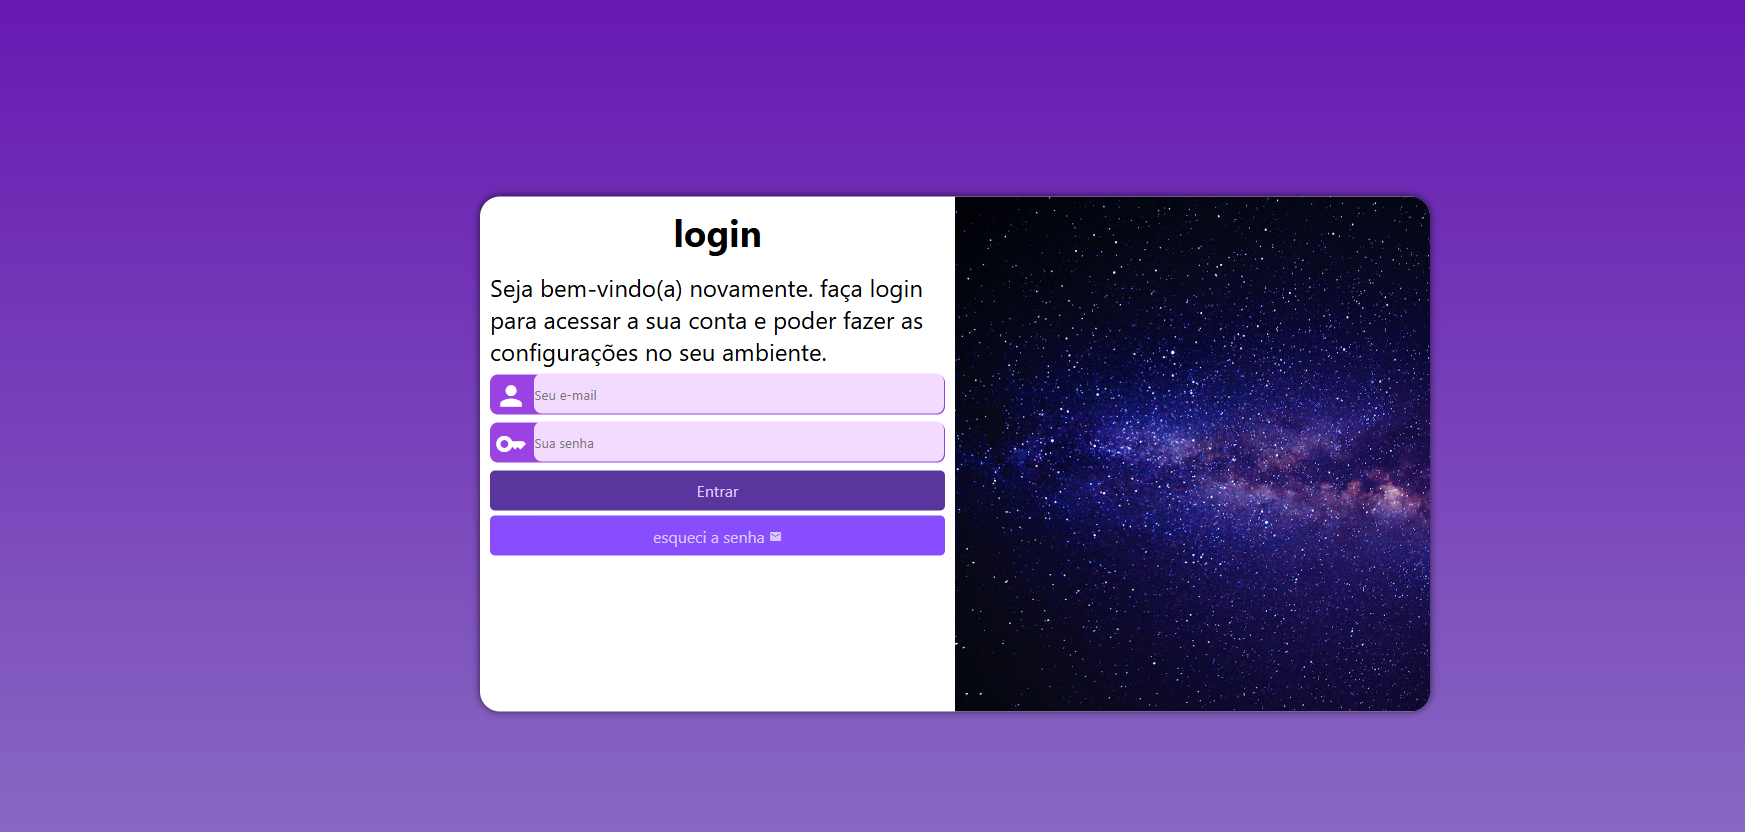 login
Seja bem-vindo(a) novamente. faça login
para acessar a sua conta e poder fazer as
configurações no seu ambiente.
Seu e-mail
Sua senha
Entrar
esqueci a senha